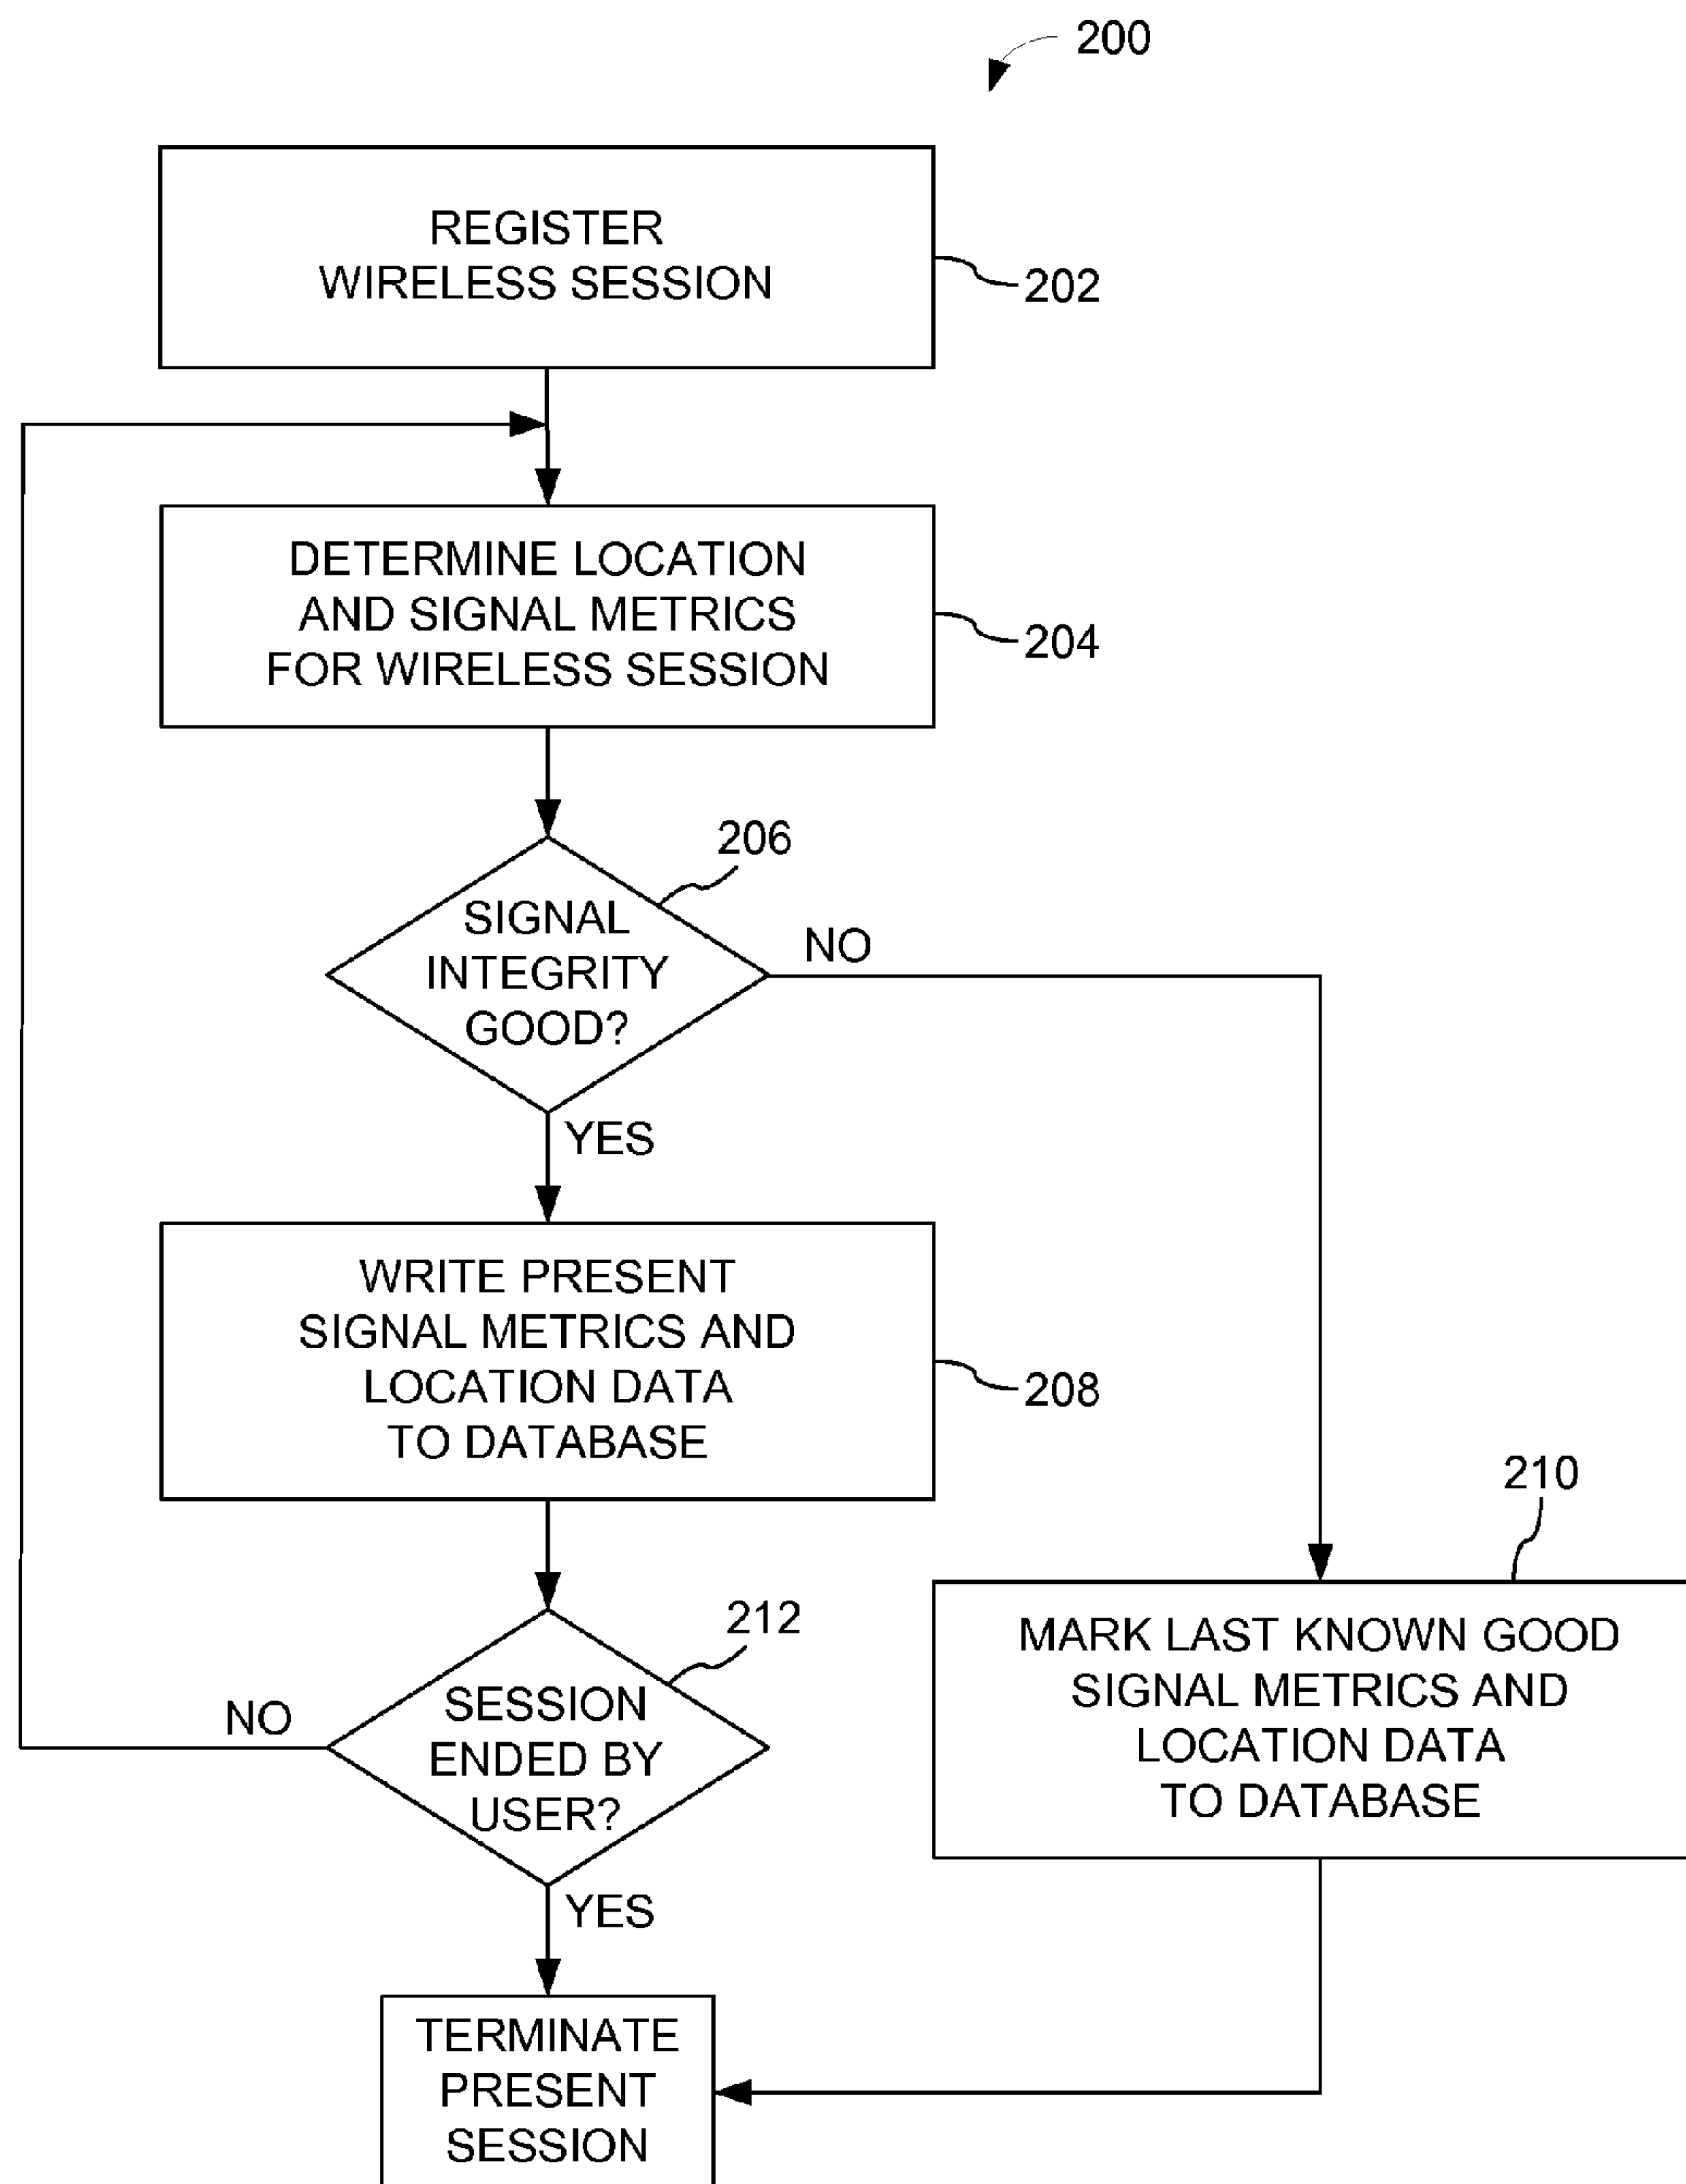 200
REGISTER
WIRELESS SESSION
202
DETERMINE LOCATION
AND SIGNAL METRICS
FOR WIRELESS SESSION
204
206
SIGNAL
INTEGRITY
GOOD?
NO
YES
WRITE PRESENT
SIGNAL METRICS AND
LOCATION DATA
TO DATABASE
208
210
MARK LAST KNOWN GOOD
SIGNAL METRICS AND
LOCATION DATA
TO DATABASE
212
SESSION
ENDED BY
USER?
NO
YES
TERMINATE
PRESENT
SESSION